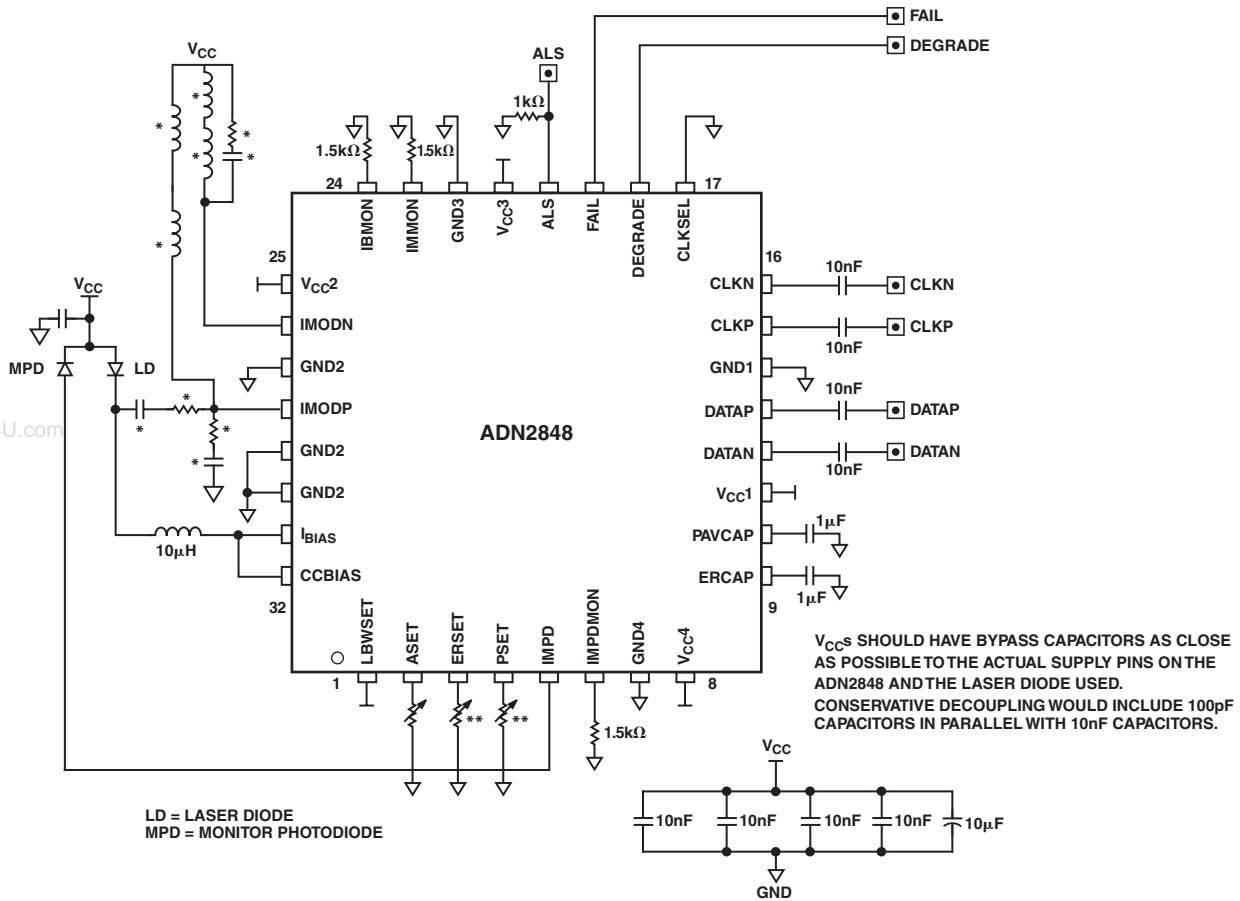 FAIL
DEGRADE
VCC
ALS
1kΩ
1.5kΩ
1.5kΩ
*
*
*
*
*
*
24
17
IBMON
IMMON
GND3
VCC3
ALS
FAIL
DEGRADE
CLKSEL
25
16
VCC2
IMODN
GND2
IMODP
GND2
GND2
IBIAS
CCBIAS
32
VCC
MPD
LD
*
*
*
*
10μH
U.com
ADN2848
CLKN
10nF
CLKN
CLKP
10nF
CLKP
GND1
DATAP
10nF
DATAP
DATAN
10nF
DATAN
VCC1
PAVCAP
1μF
ERCAP
1μF
9
LBWSET
ASET
ERSET
PSET
IMPD
IMPDMON
GND4
VCC4
1
8
**
**
1.5kΩ
VCCs SHOULD HAVE BYPASS CAPACITORS AS CLOSE
AS POSSIBLE TO THE ACTUAL SUPPLY PINS ON THE
ADN2848 AND THE LASER DIODE USED.
CONSERVATIVE DECOUPLING WOULD INCLUDE 100pF
CAPACITORS IN PARALLEL WITH 10nF CAPACITORS.
VCC
10nF
10nF
10nF
10nF
10μF
GND
LD = LASER DIODE
MPD = MONITOR PHOTODIODE